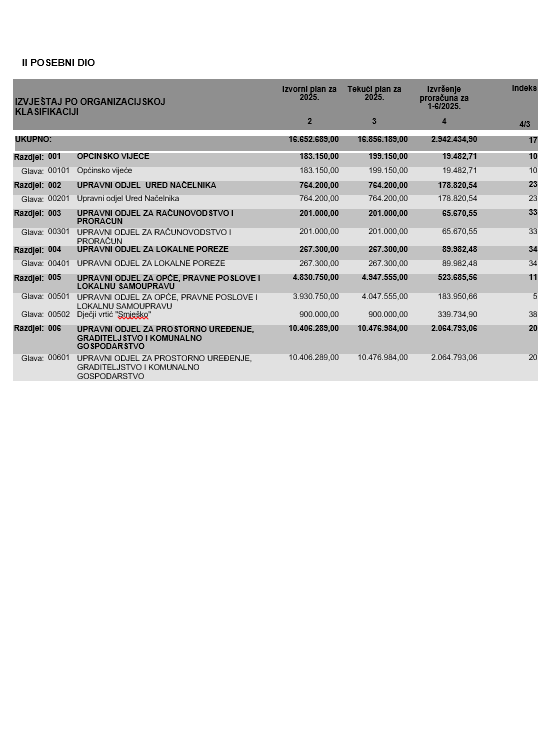 II POSEBNI DIO
IZVJEŠTAJ PO ORGANIZACIJSKOJ KLASIFIKACIJI
Izvorni plan za 2025. Tekući plan za 2025. Izvršenje proračuna za 1-6/2025. Indeks
2 3 4 4/3
UKUPNO: 16.652.689,00 16.856.189,00 2.942.434,90 17
Razdjel: 001 OPĆINSKO VIJEĆE 183.150,00 199.150,00 19.482,71 10
Glava: 00101 Općinsko vijeće 183.150,00 199.150,00 19.482,71 10
Razdjel: 002 UPRAVNI ODJEL URED NAČELNIKA 764.200,00 764.200,00 178.820,54 23
Glava: 00201 Upravni odjel Ured Načelnika 764.200,00 764.200,00 178.820,54 23
Razdjel: 003 UPRAVNI ODJEL ZA RAČUNOVODSTVO I 201.000,00 201.000,00 65.670,55 33
PRORAČUN
Glava: 00301 UPRAVNI ODJEL ZA RAČUNOVODSTVO I 201.000,00 201.000,00 65.670,55 33
PRORAČUN
Razdjel: 004 UPRAVNI ODJEL ZA LOKALNE POREZE 267.300,00 267.300,00 89.982,48 34
Glava: 00401 UPRAVNI ODJEL ZA LOKALNE POREZE 267.300,00 267.300,00 89.982,48 34
Razdjel: 005 UPRAVNI ODJEL ZA OPĆE, PRAVNE POSLOVE I 4.830.750,00 4.947.555,00 523.685,56 11
LOKALNU SAMOUPRAVU
Glava: 00501 UPRAVNI ODJEL ZA OPĆE, PRAVNE POSLOVE I 3.930.750,00 4.047.555,00 183.950,66 5
LOKALNU SAMOUPRAVU
Glava: 00502 Dječji vrtić "Smješko" 900.000,00 900.000,00 339.734,90 38
Razdjel: 006 UPRAVNI ODJEL ZA PROSTORNO UREĐENJE, 10.406.289,00 10.476.984,00 2.064.793,06 20
GRADITELJSTVO I KOMUNALNO
GOSPODARSTVO
Glava: 00601 UPRAVNI ODJEL ZA PROSTORNO UREĐENJE, 10.406.289,00 10.476.984,00 2.064.793,06 20
GRADITELJSTVO I KOMUNALNO
GOSPODARSTVO